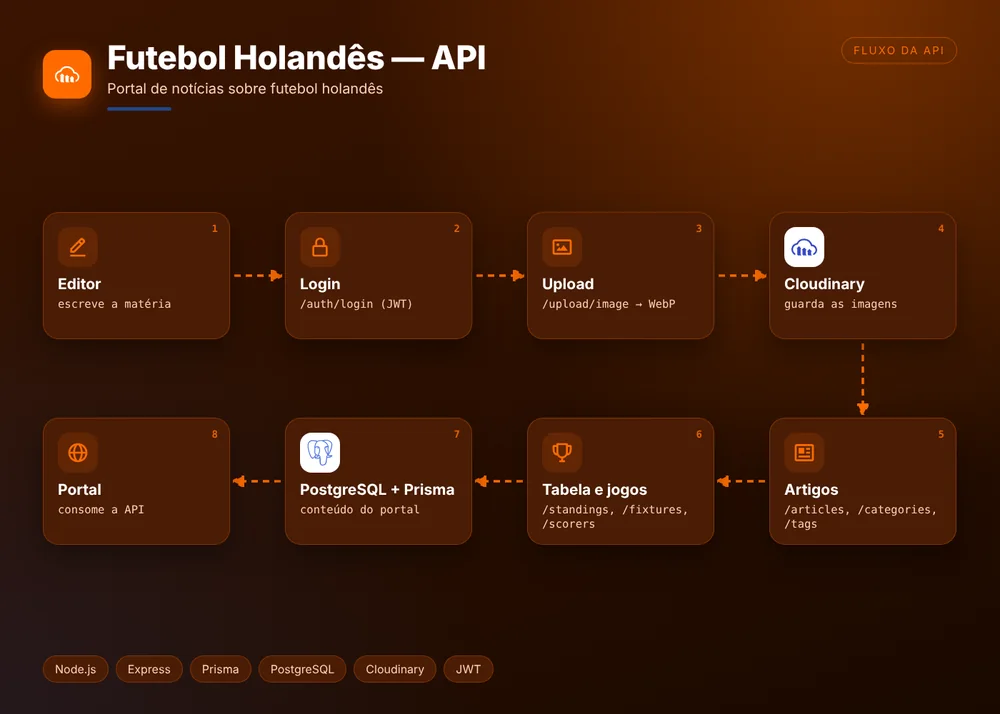 Futebol Holandês — API
Portal de notícias sobre futebol holandês
FLUXO DA API
1
Editor
escreve a matéria
2
Login
/auth/login (JWT)
3
Upload
/upload/image → WebP
4
Cloudinary
guarda as imagens
8
Portal
consome a API
7
PostgreSQL + Prisma
conteúdo do portal
6
Tabela e jogos
/standings, /fixtures,
/scorers
5
Artigos
/articles, /categories,
/tags
Node.js
Express
Prisma
PostgreSQL
Cloudinary
JWT